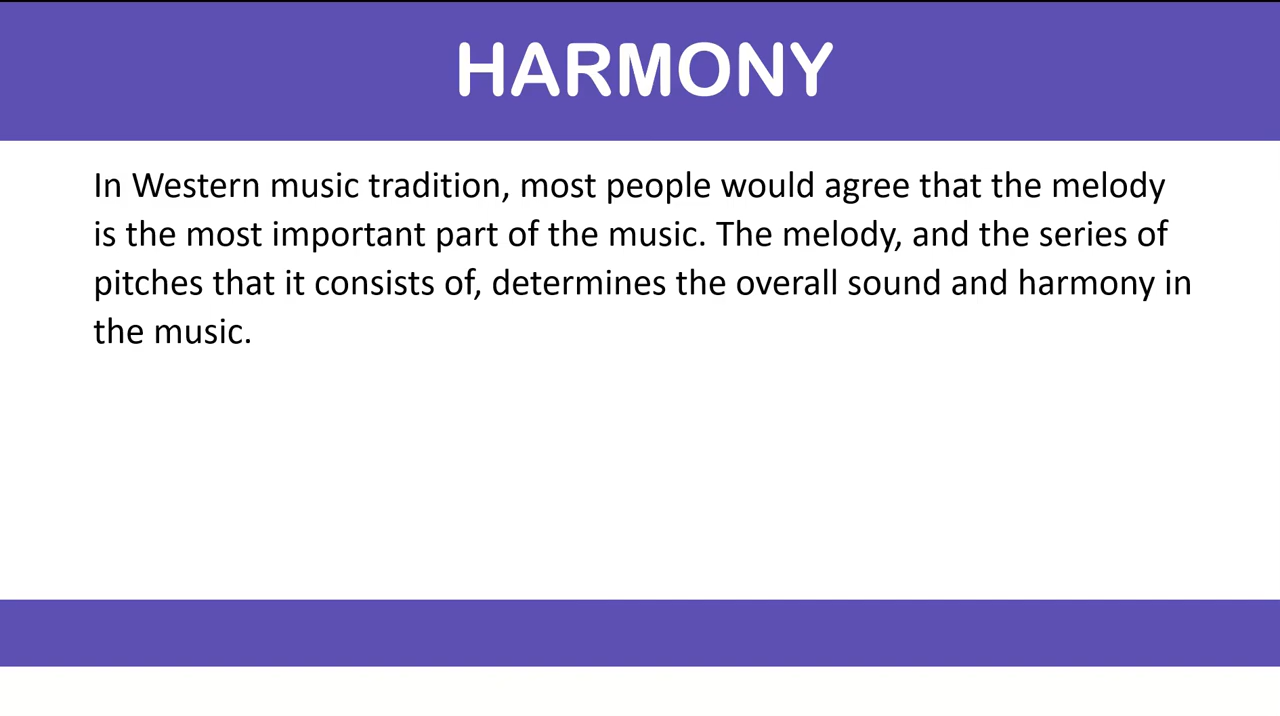 HARMONY
In Western music tradition, most people would agree that the melody
is the most important part of the music. The melody, and the series of
pitches that it consists of, determines the overall sound and harmony in
the music.